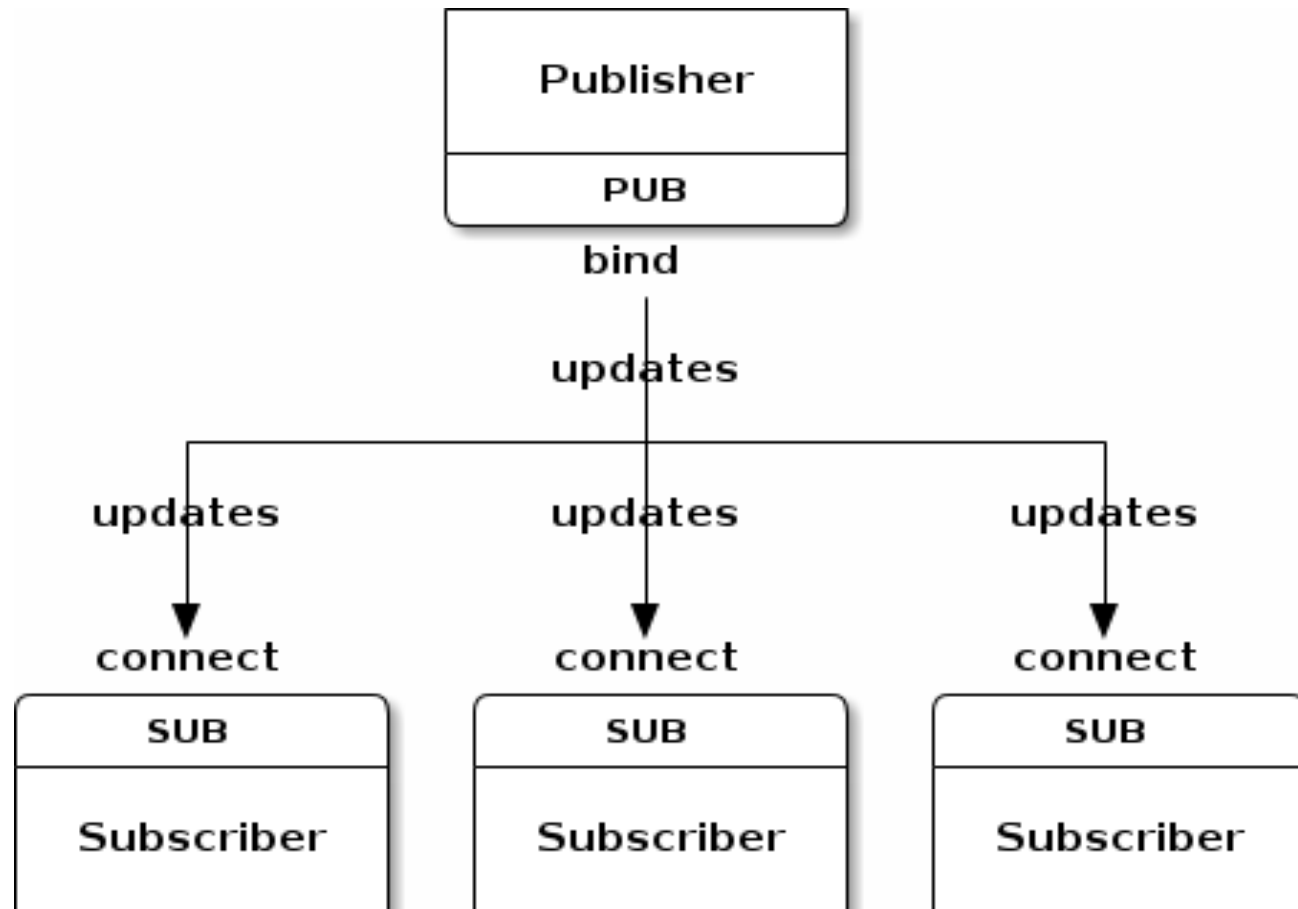 Publisher
PUB
bind
updates
updates updates updates
connect connect connect
SUB SUB SUB
Subscriber Subscriber Subscriber